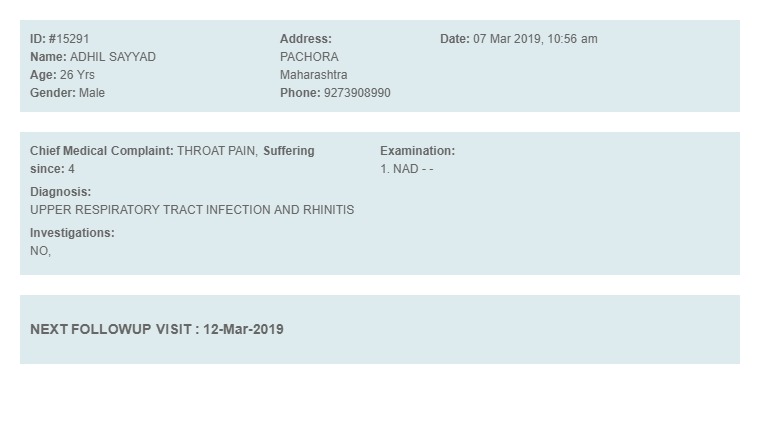 ID: #15291
Name: ADHIL SAYYAD
Age: 26 Yrs
Gender: Male
Address:
PACHORA
Maharashtra
Phone: 9273908990
Date: 07 Mar 2019, 10:56 am
Chief Medical Complaint: THROAT PAIN, Suffering
since: 4
Diagnosis:
UPPER RESPIRATORY TRACT INFECTION AND RHINITIS
Investigations:
NO,
Examination:
1. NAD - -
NEXT FOLLOWUP VISIT : 12-Mar-2019